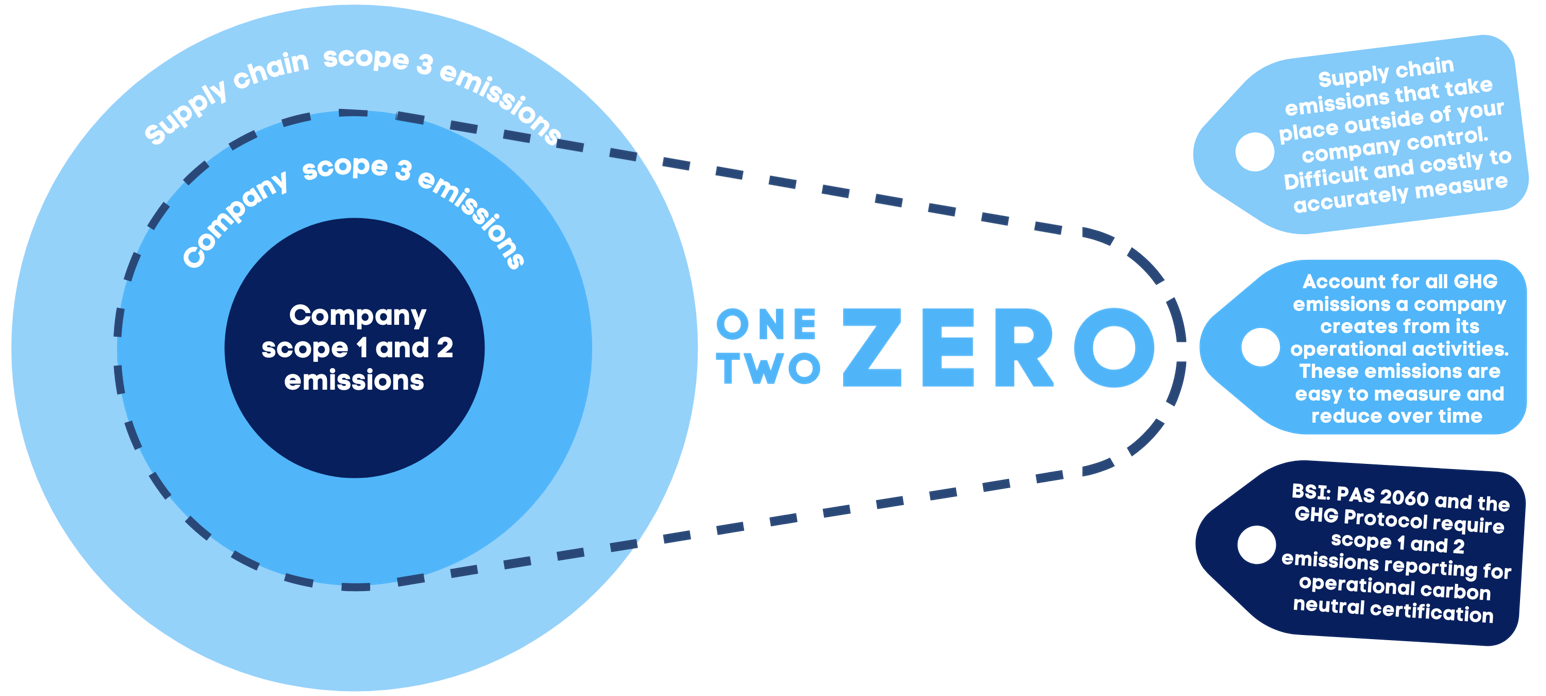 Supply chain scope 3 emissions
Company scope 3 emissions
Company
scope 1 and 2
emissions
ONE
TWO
ZERO
Supply chain
emissions that take
place outside of your
company control.
Difficult and costly to
accurately measure
Account for all GHG
emissions a company
creates from its
operational activities.
These emissions are
easy to measure and
reduce over time
BSI: PAS 2060 and the
GHG Protocol require
scope 1 and 2
emissions reporting for
operational carbon
neutral certification